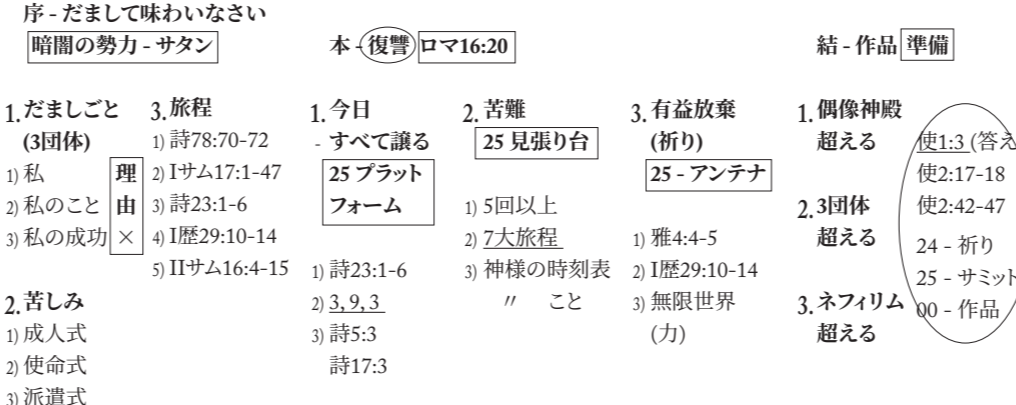 序 - だまして味わいなさい
暗闇の勢力 - サタン
1. だましごと
(3団体)
1) 私
2) 私のこと
3) 私の成功
理
由
×
2. 苦しみ
1) 成人式
2) 使命式
3) 派遣式
3. 旅程
1) 詩78:70-72
2) Iサム17:1-47
3) 詩23:1-6
4) I歴29:10-14
5) IIサム16:4-15
本 - 復讐 ロマ16:20
1. 今日
- すべて譲る
25 プラット
フォーム
1) 詩23:1-6
2) 3, 9, 3
3) 詩5:3
詩17:3
2. 苦難
25 見張り台
1) 5回以上
2) 7大旅程
3) 神様の時刻表
〃 こと
3. 有益放棄
(祈り)
25 - アンテナ
1) 雅4:4-5
2) I歴29:10-14
3) 無限世界
(力)
結 - 作品 準備
1. 偶像神殿
超える
2. 3団体
超える
3. ネフィリム
超える
使1:3 (答え
使2:17-18
使2:42-47
24 - 祈り
25 - サミット
00 - 作品